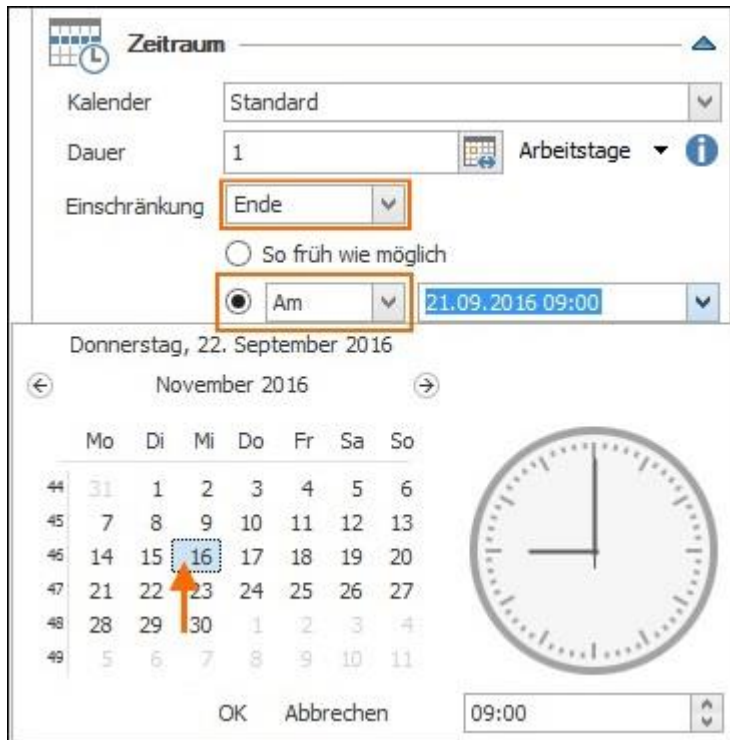 Zeitraum
Kalender Standard
Dauer 1 Arbeitstage
Einschränkung Ende
So früh wie möglich
Am 21.09.2016 09:00
Donnerstag, 22. September 2016
November 2016
Mo Di Mi Do Fr Sa So
44 31 1 2 3 4 5 6
45 7 8 9 10 11 12 13
46 14 15 16 17 18 19 20
47 21 22 23 24 25 26 27
48 28 29 30 1 2 3 4
49 5 6 7 8 9 10 11
OK Abbrechen 09:00